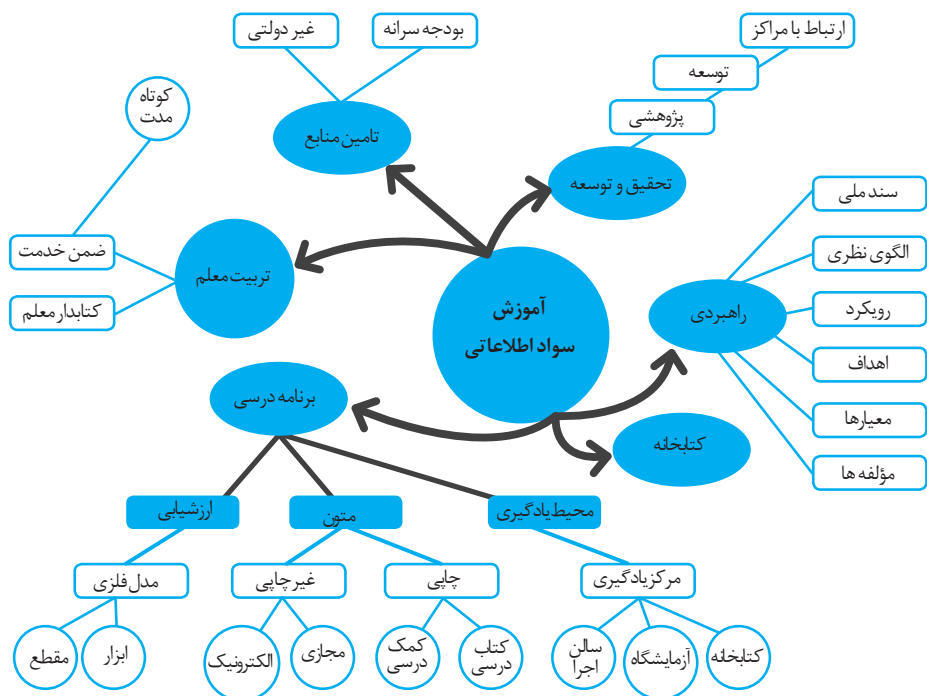 ارتباط با مراکز
توسعه
پژوهشی
تحقیق و توسعه
بودجه سرانه
غیر دولتی
تامین منابع
کوتاه
مدت
ضمن خدمت
کتابدار معلم
تربیت معلم
آموزش
سواد اطلاعاتی
راهبردی
سند ملی
الگوی نظری
رویکرد
اهداف
معیارها
مؤلفه ها
کتابخانه
برنامه درسی
محیط یادگیری
متون
ارزشیابی
مرکز یادگیری
چاپی
غیر چاپی
مدل فلزی
کتابخانه
آزمایشگاه
سالن
اجرا
کتاب
درسی
کمک
درسی
مجازی
الکترونیک
ابزار
مقطع